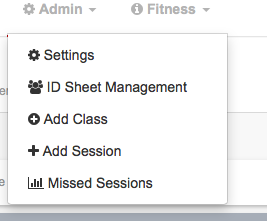 Admin Fitness
Settings
ID Sheet Management
Add Class
Add Session
Missed Sessions